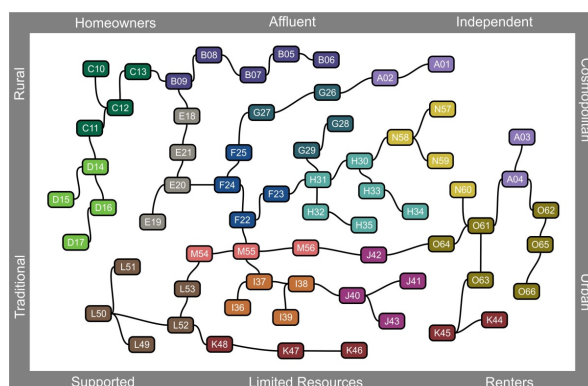 Homeowners Affluent Independent
Rural
Cosmopolitan
B08 B05 B06
C10 C13 B09 B07 A02 A01
C12 G26 N57
E18 G27
C11 G28 N58 A03
E21 F25 G29 N59
D14 H31 H30
E20 F24 F23 H33 N60 A04
D15 D16 H32 H34 O62
E19 F22 H35 O61
D17 M54 M55 M56 J42 O64 O65
Traditional
Urban
L51 I37 I38 J41 O63
L53 J40 O66
L50 I36 I39 J43 K44
L52 K45
L49 K48 K47 K46
Supported Limited Resources Renters